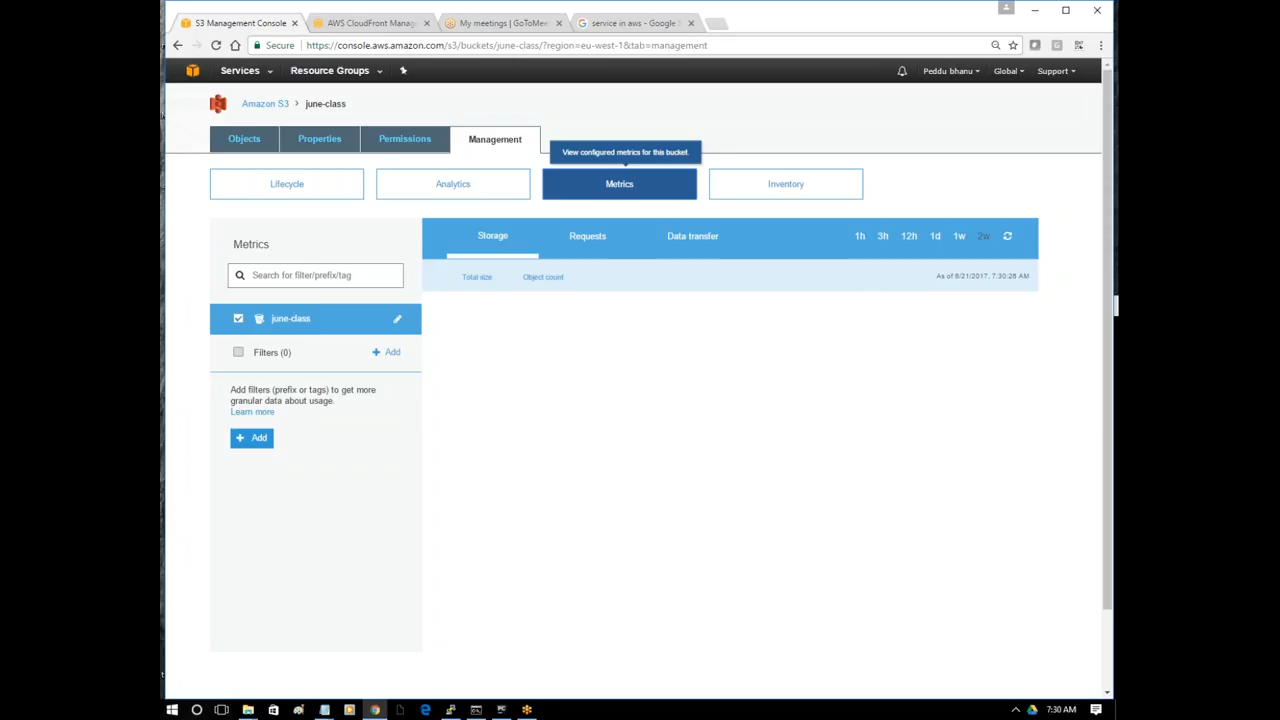 S3 Management Console
AWS CloudFront Manag
My meetings | GoToMee
service in aws - Google S
Secure
https://console.aws.amazon.com/s3/buckets/june-class/?region=eu-west-1&tab=management
Services
Resource Groups
Peddu bhanu
Global
Support
Amazon S3 > june-class
Objects
Properties
Permissions
Management
View configured metrics for this bucket.
Lifecycle
Analytics
Metrics
Inventory
Metrics
Search for filter/prefix/tag
june-class
Filters (0)
+ Add
Add filters (prefix or tags) to get more
granular data about usage.
Learn more
+ Add
Storage
Requests
Data transfer
1h
3h
12h
1d
1w
2w
Total size
Object count
As of 6/21/2017, 7:30:28 AM
7:30 AM